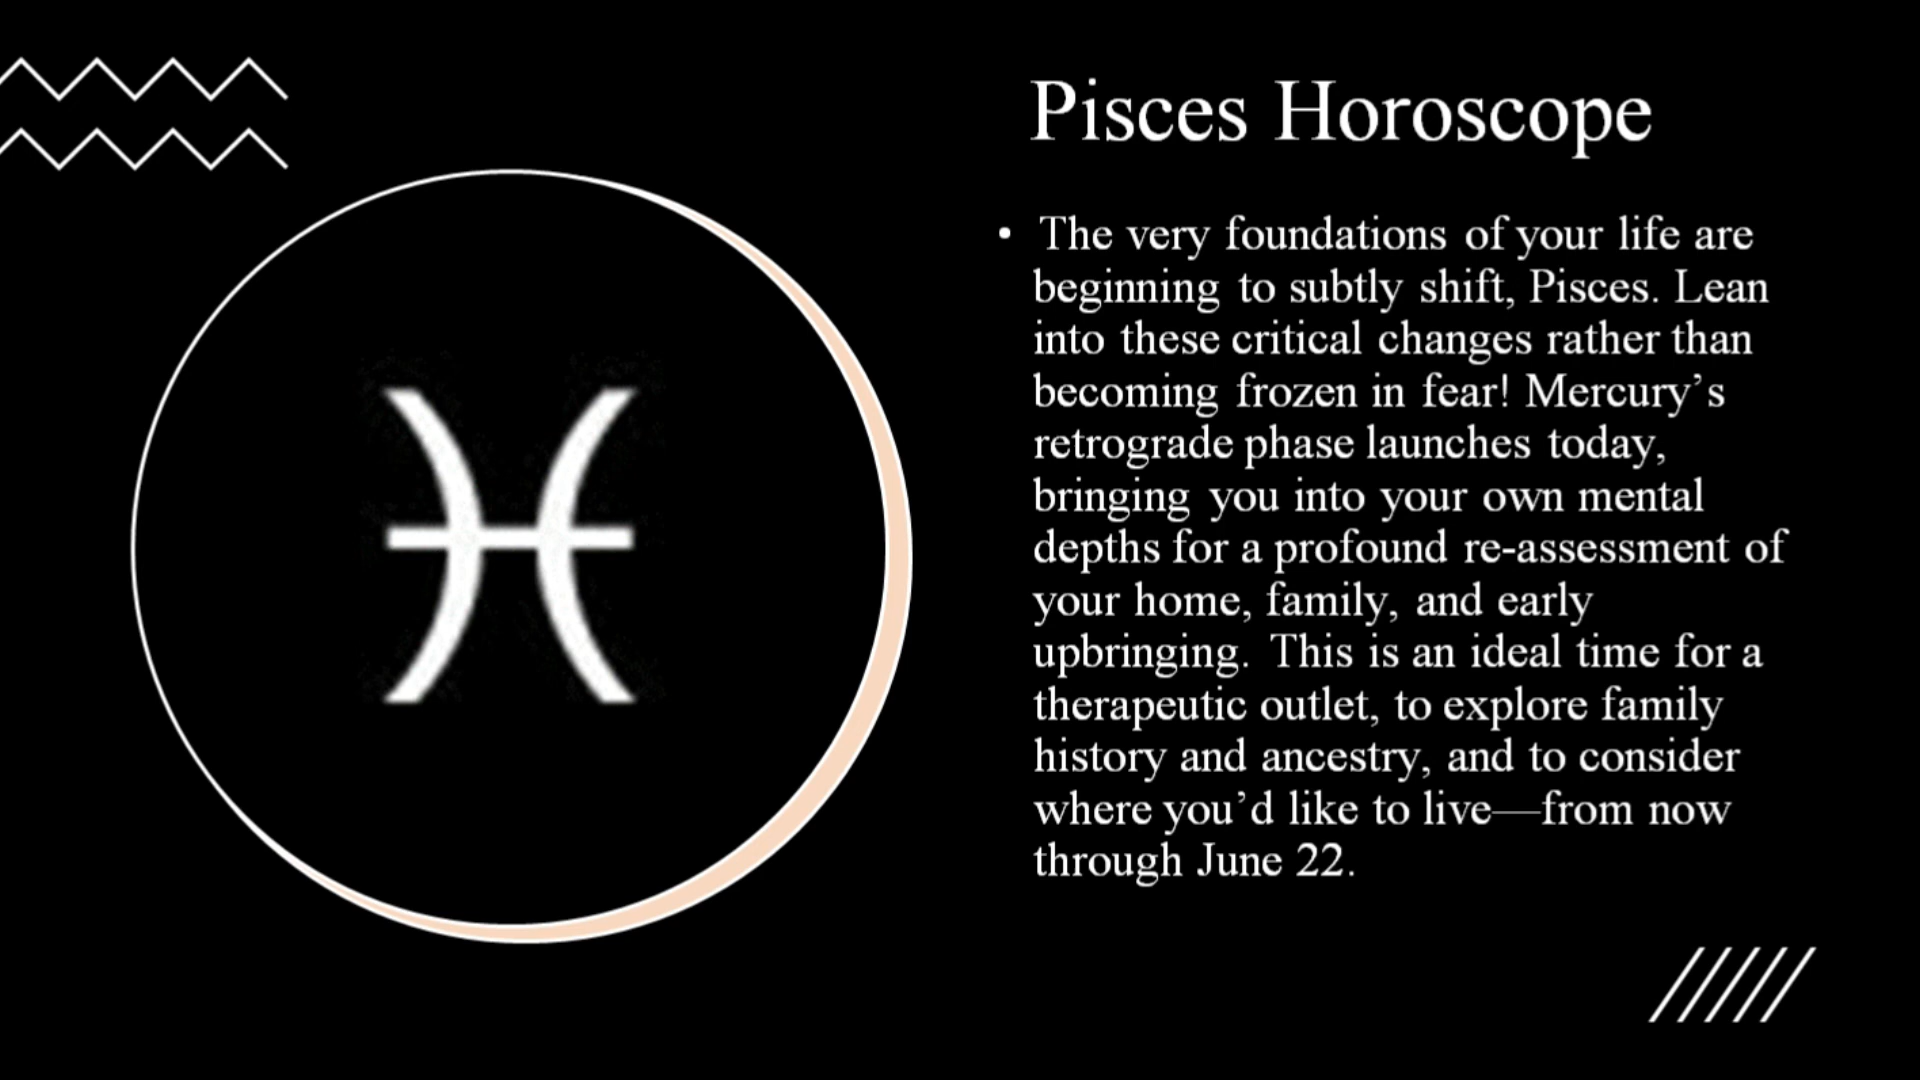 Pisces Horoscope
• The very foundations of your life are
beginning to subtly shift, Pisces. Lean
into these critical changes rather than
becoming frozen in fear! Mercury’s
retrograde phase launches today,
bringing you into your own mental
depths for a profound re-assessment of
your home, family, and early
upbringing. This is an ideal time for a
therapeutic outlet, to explore family
history and ancestry, and to consider
where you’d like to live—from now
through June 22.